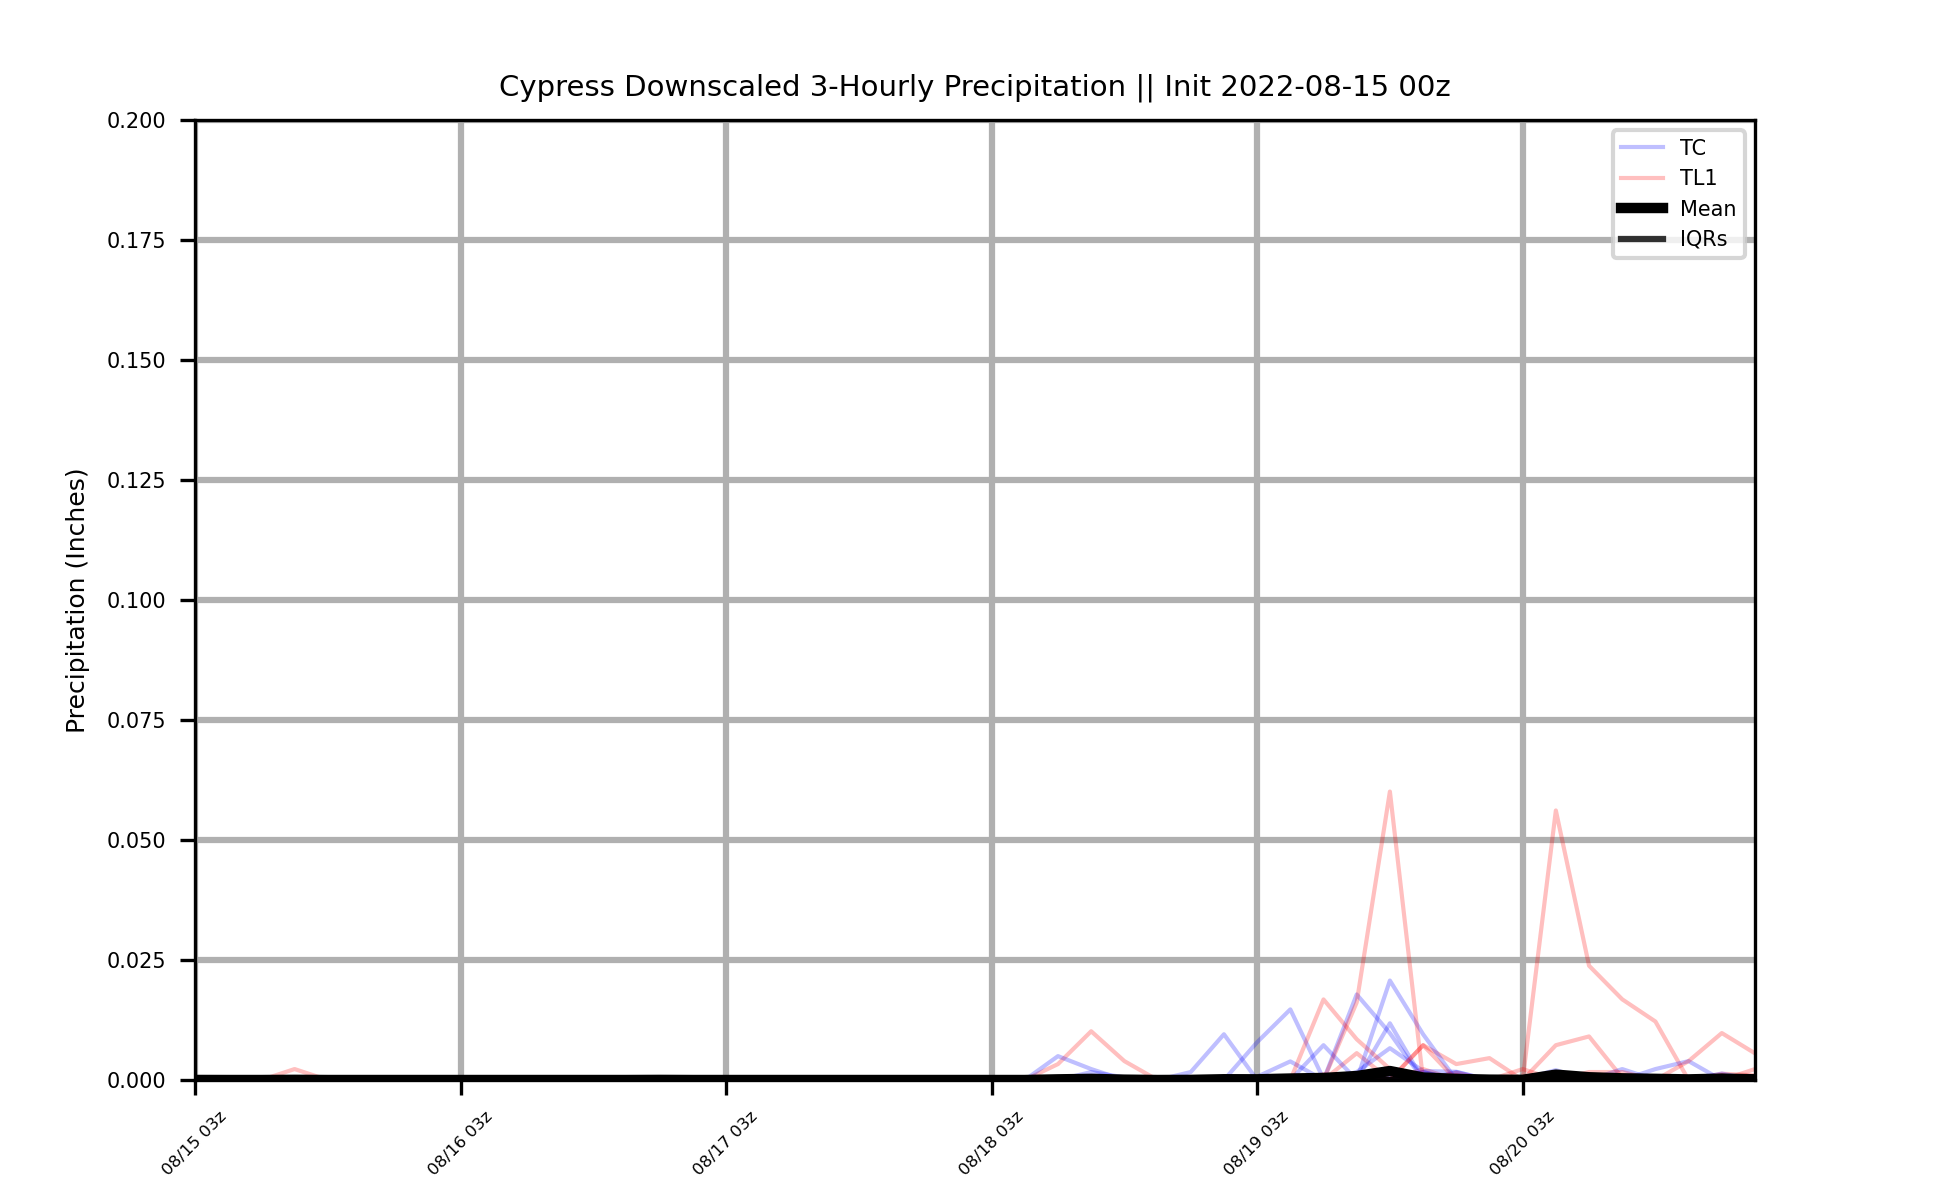 Cypress Downscaled 3-Hourly Precipitation || Init 2022-08-15 00z
TC
TL1
Mean
IQRs
Precipitation (Inches)
0.200
0.175
0.150
0.125
0.100
0.075
0.050
0.025
0.000
08/15 03z
08/16 03z
08/17 03z
08/18 03z
08/19 03z
08/20 03z